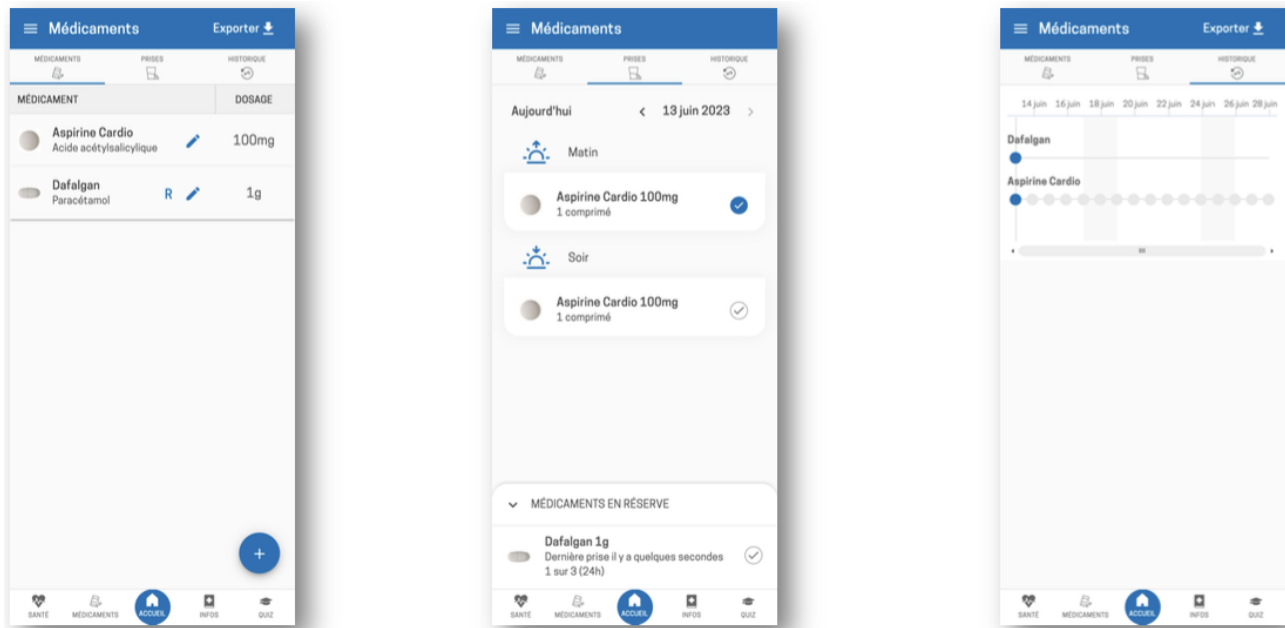 Médicaments
Exporter
MÉDICAMENTS
PRISES
HISTORIQUE
MÉDICAMENT
DOSAGE
Aspirine Cardio
Acide acétylsalicylique
100mg
Dafalgan
Paracétamol
R
1g
+
SANTÉ
MÉDICAMENTS
ACCUEIL
INFOS
QUIZ
Médicaments
MÉDICAMENTS
PRISES
HISTORIQUE
Aujourd'hui
13 juin 2023
Matin
Aspirine Cardio 100mg
1 comprimé
Soir
Aspirine Cardio 100mg
1 comprimé
MÉDICAMENTS EN RÉSERVE
Dafalgan 1g
Dernière prise il y a quelques secondes
1 sur 3 (24h)
SANTÉ
MÉDICAMENTS
ACCUEIL
INFOS
QUIZ
Médicaments
Exporter
MÉDICAMENTS
PRISES
HISTORIQUE
14 juin 16 juin 18 juin 20 juin 22 juin 24 juin 26 juin 28 juin
Dafalgan
Aspirine Cardio
SANTÉ
MÉDICAMENTS
ACCUEIL
INFOS
QUIZ